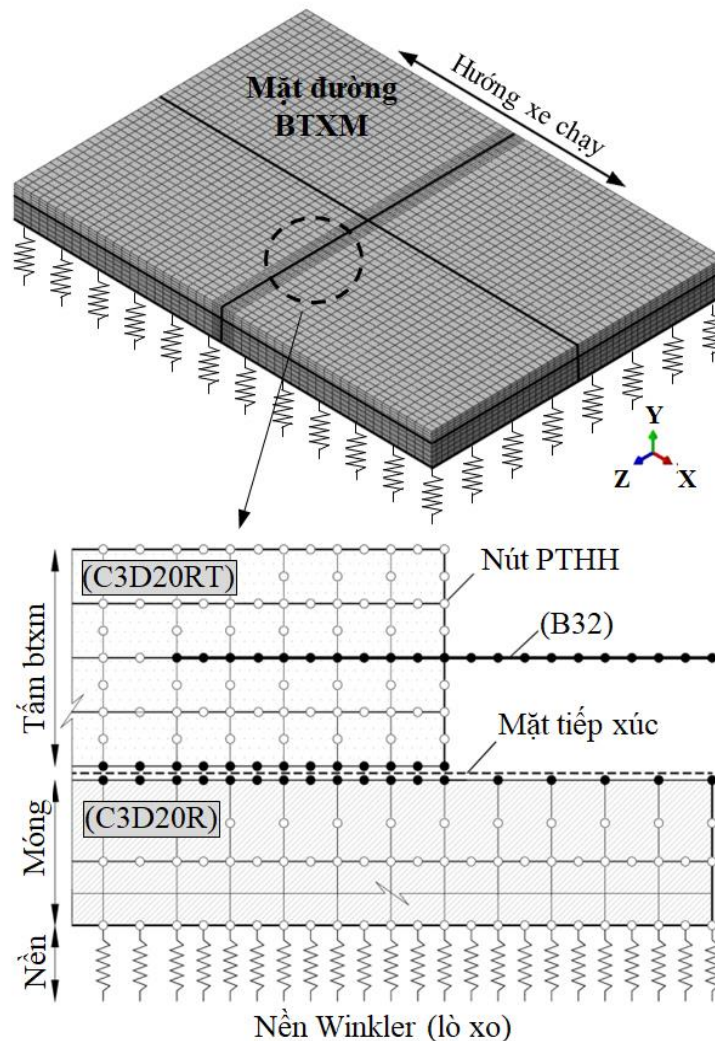 Mặt đường
BTXM
Hướng xe chạy
Y
Z
X
(C3D20RT)
Nút PTHH
(B32)
Tấm btxm
Mặt tiếp xúc
(C3D20R)
Móng
Nền
Nền Winkler (lò xo)